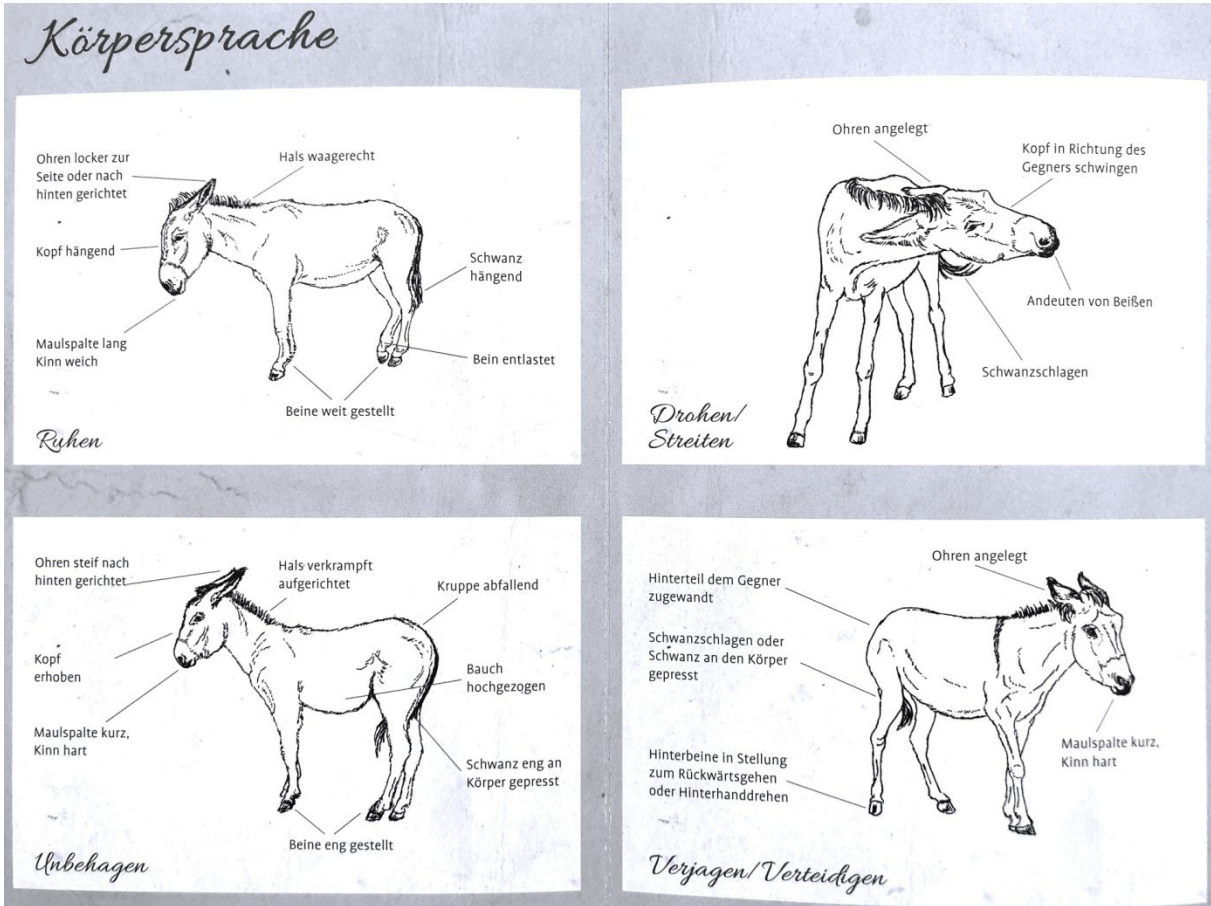 Körpersprache
Ohren locker zur
Seite oder nach
hinten gerichtet
Hals waagerecht
Kopf hängend
Schwanz
hängend
Maulspalte lang
Kinn weich
Bein entlastet
Beine weit gestellt
Ruhen
Ohren angelegt
Kopf in Richtung des
Gegners schwingen
Andeuten von Beißen
Schwanzschlagen
Drohen/
Streiten
Ohren steif nach
hinten gerichtet
Hals verkrampft
aufgerichtet
Kruppe abfallend
Kopf
erhoben
Bauch
hochgezogen
Maulspalte kurz,
Kinn hart
Schwanz eng an
Körper gepresst
Beine eng gestellt
Unbehagen
Ohren angelegt
Hinterteil dem Gegner
zugewandt
Schwanzschlagen oder
Schwanz an den Körper
gepresst
Maulspalte kurz,
Kinn hart
Hinterbeine in Stellung
zum Rückwärtsgehen
oder Hinterhanddrehen
Verjagen/Verteidigen